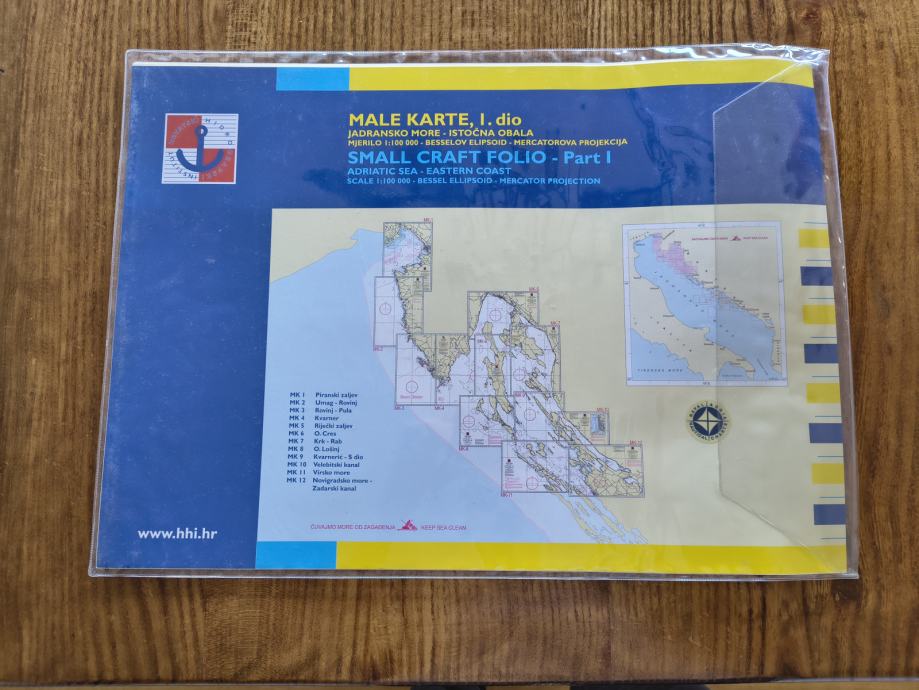 MALE KARTE, I. dio
JADRANSKO MORE - ISTOČNA OBALA
MJERILO 1:100 000 - BESSELOV ELIPSOID - MERCATOROVA PROJEKCIJA
SMALL CRAFT FOLIO - Part I
ADRIATIC SEA - EASTERN COAST
SCALE 1:100 000 - BESSEL ELLIPSOID - MERCATOR PROJECTION
MK 1 Piranski zaljev
MK 2 Umag - Rovinj
MK 3 Rovinj - Pula
MK 4 Kvarner
MK 5 Riječki zaljev
MK 6 O. Cres
MK 7 Krk - Rab
MK 8 O. Lošinj
MK 9 Kvarnerić - S dio
MK 10 Velebitski kanal
MK 11 Virsko more
MK 12 Novigradsko more -
Zadarski kanal
TIRENSKO MORE
ČUVAJMO MORE OD ZAGAĐENJA KEEP SEA CLEAN
www.hhi.hr